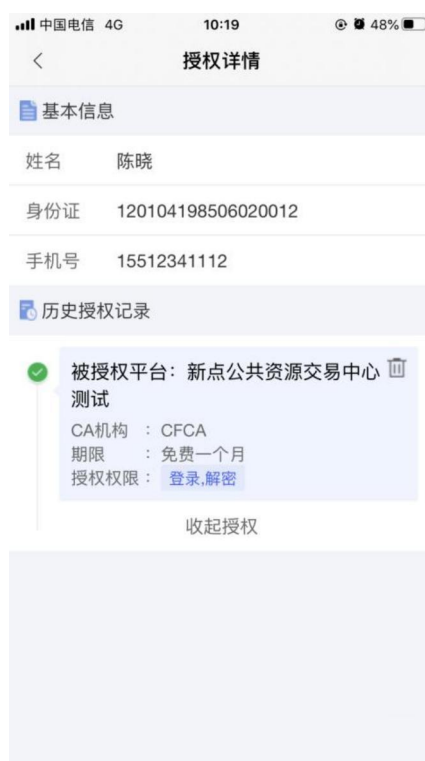 中国电信 4G 10:19 48%
授权详情
基本信息
姓名 陈晓
身份证 120104198506020012
手机号 15512341112
历史授权记录
被授权平台：新点公共资源交易中心
测试
CA机构 ：CFCA
期限 ：免费一个月
授权权限：登录,解密
收起授权